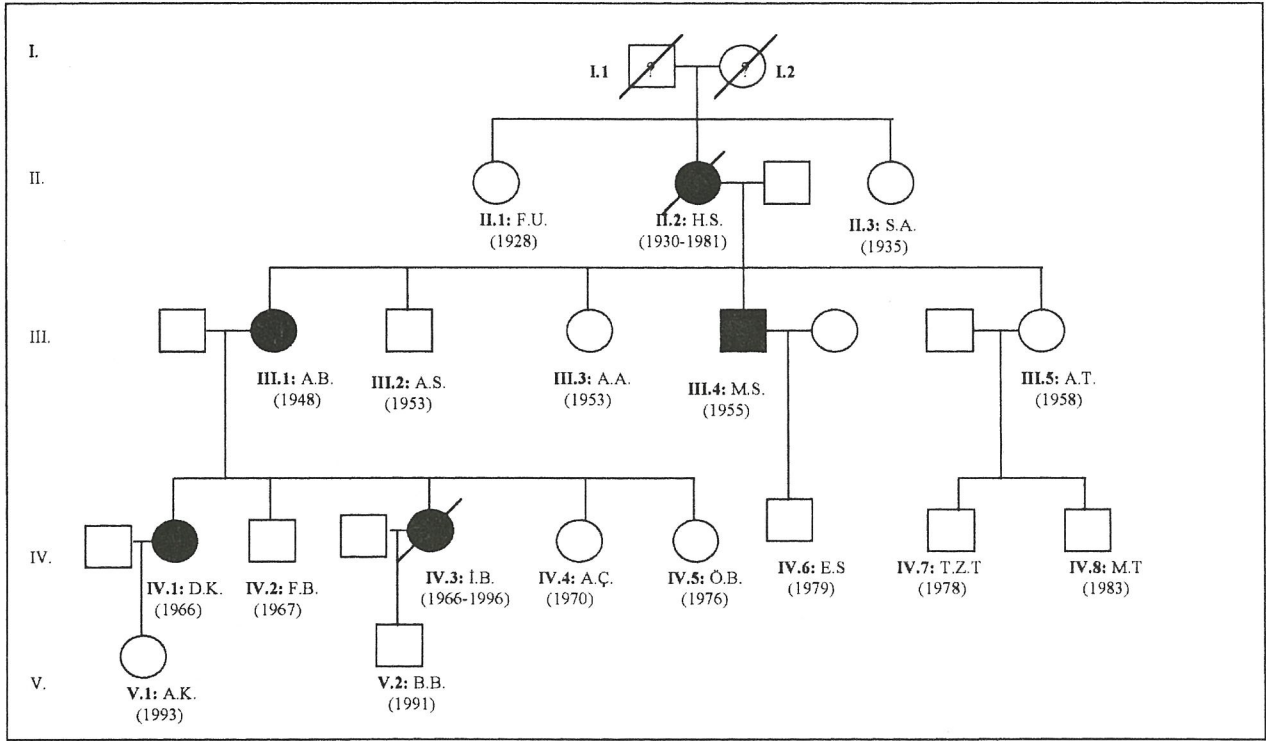 I.
I.1
?
?
I.2
II.
II.1: F.U.
(1928)
II.2: H.S.
(1930-1981)
II.3: S.A.
(1935)
III.
III.1: A.B.
(1948)
III.2: A.S.
(1953)
III.3: A.A.
(1953)
III.4: M.S.
(1955)
III.5: A.T.
(1958)
IV.
IV.1: D.K.
(1966)
IV.2: F.B.
(1967)
IV.3: İ.B.
(1966-1996)
IV.4: A.Ç.
(1970)
IV.5: Ö.B.
(1976)
IV.6: E.S
(1979)
IV.7: T.Z.T
(1978)
IV.8: M.T
(1983)
V.
V.1: A.K.
(1993)
V.2: B.B.
(1991)